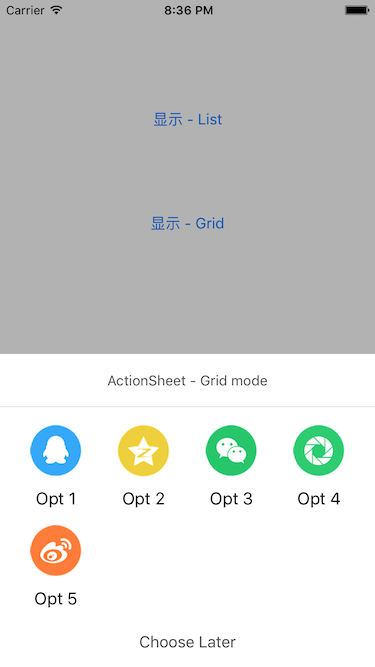 Carrier 8:36 PM
显示 - List
显示 - Grid
ActionSheet - Grid mode
Opt 1 Opt 2 Opt 3 Opt 4
Opt 5
Choose Later